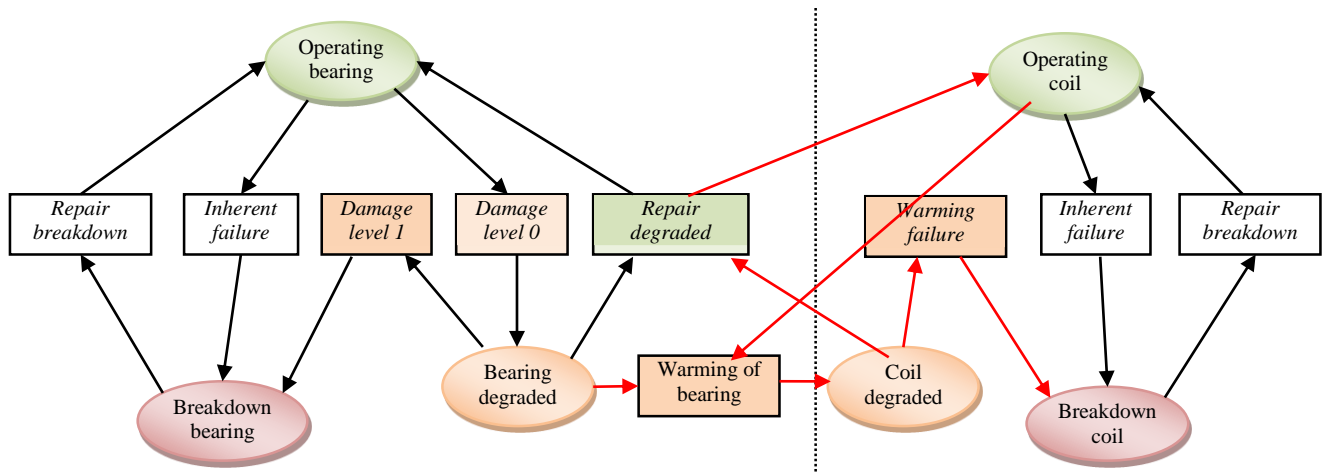 Operating
bearing
Operating
coil
Repair
breakdown
Inherent
failure
Damage
level 1
Damage
level 0
Repair
degraded
Warming
failure
Inherent
failure
Repair
breakdown
Bearing
degraded
Warming of
bearing
Coil
degraded
Breakdown
bearing
Breakdown
coil